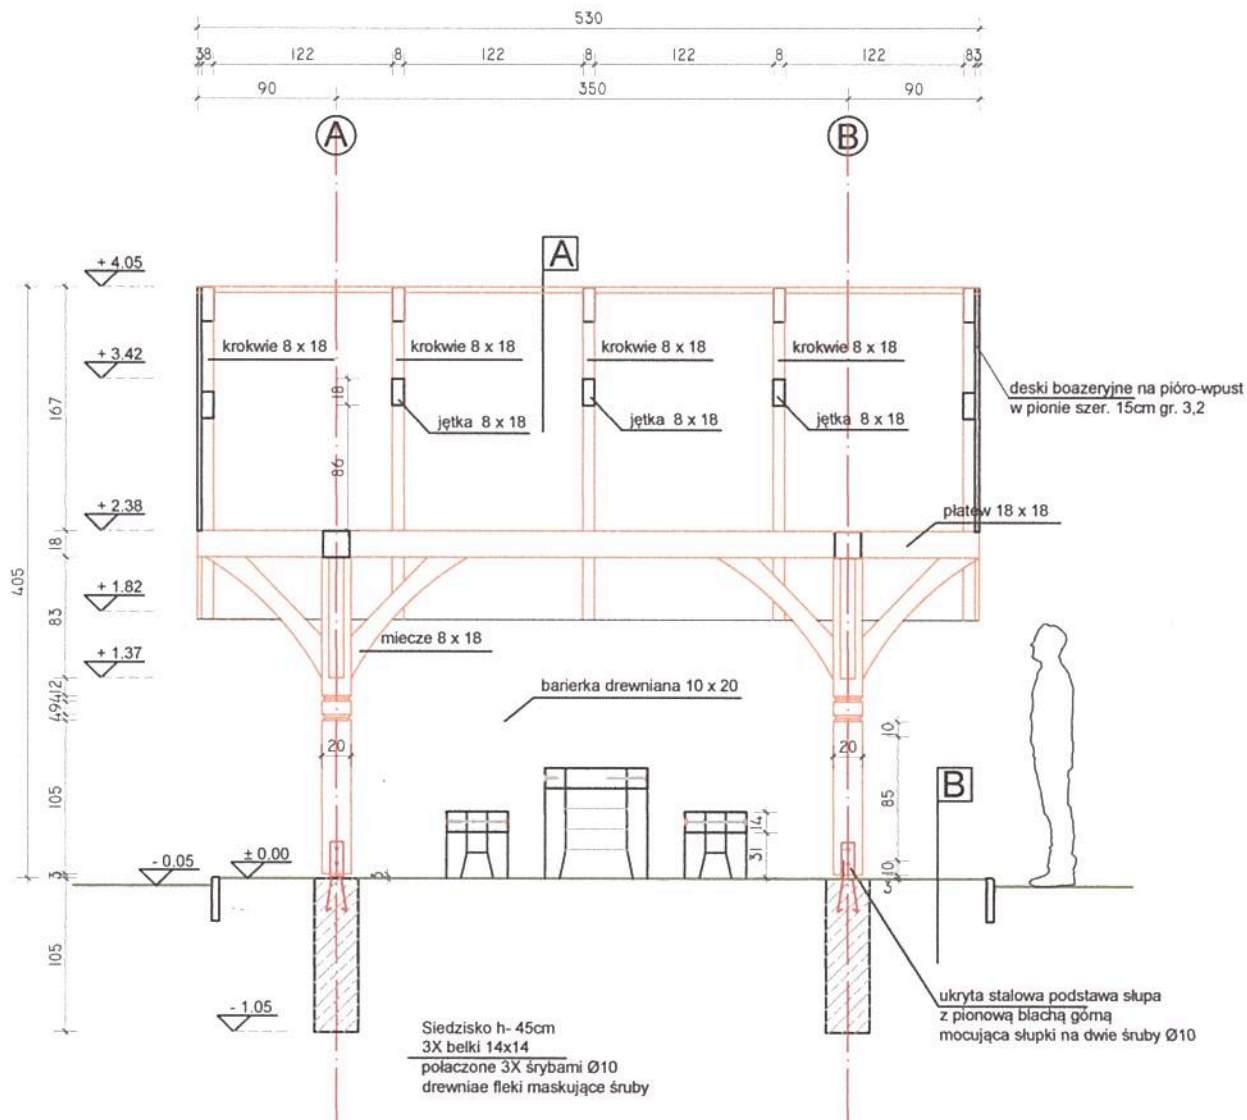 530
38 122 8 122 8 122 8 122 83
90 350 90
A B
A
+ 4.05
+ 3.42
+ 2.38
+ 1.82
+ 1.37
- 0.05
± 0.00
- 1.05
405
167
18
83
4 9 4 12
105
3
105
krokwie 8 x 18
krokwie 8 x 18
krokwie 8 x 18
krokwie 8 x 18
18
86
jętka 8 x 18
jętka 8 x 18
jętka 8 x 18
deski boazeryjne na pióro-wpust
w pionie szer. 15cm gr. 3,2
płatew 18 x 18
miecze 8 x 18
barierka drewniana 10 x 20
20
20
10
85
10
3
14
31
3
B
ukryta stalowa podstawa słupa
z pionową blachą górną
mocująca słupki na dwie śruby Ø10
Siedzisko h- 45cm
3X belki 14x14
połaczone 3X śrybami Ø10
drewniae fleki maskujące śruby